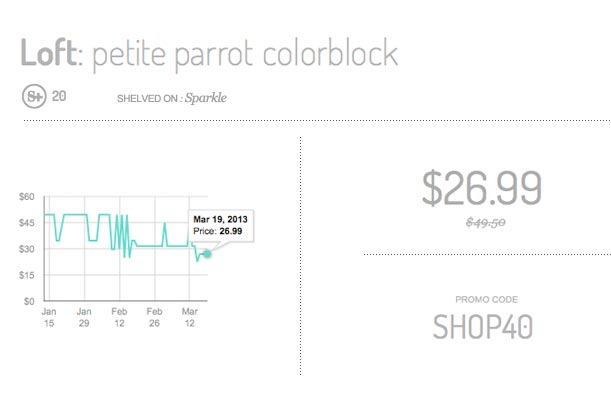 Loft: petite parrot colorblock
S+ 20
SHELVED ON : Sparkle
$60
$45
$30
$15
$0
Mar 19, 2013
Price: 26.99
Jan 15
Jan 29
Feb 12
Feb 26
Mar 12
$26.99
$49.50
PROMO CODE
SHOP40